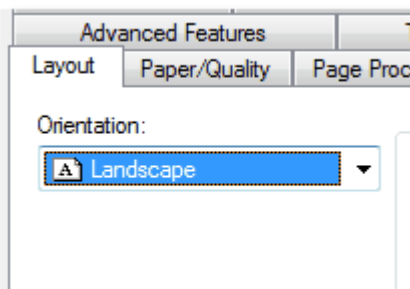 Advanced Features
Layout Paper/Quality Page Proc
Orientation:
A Landscape